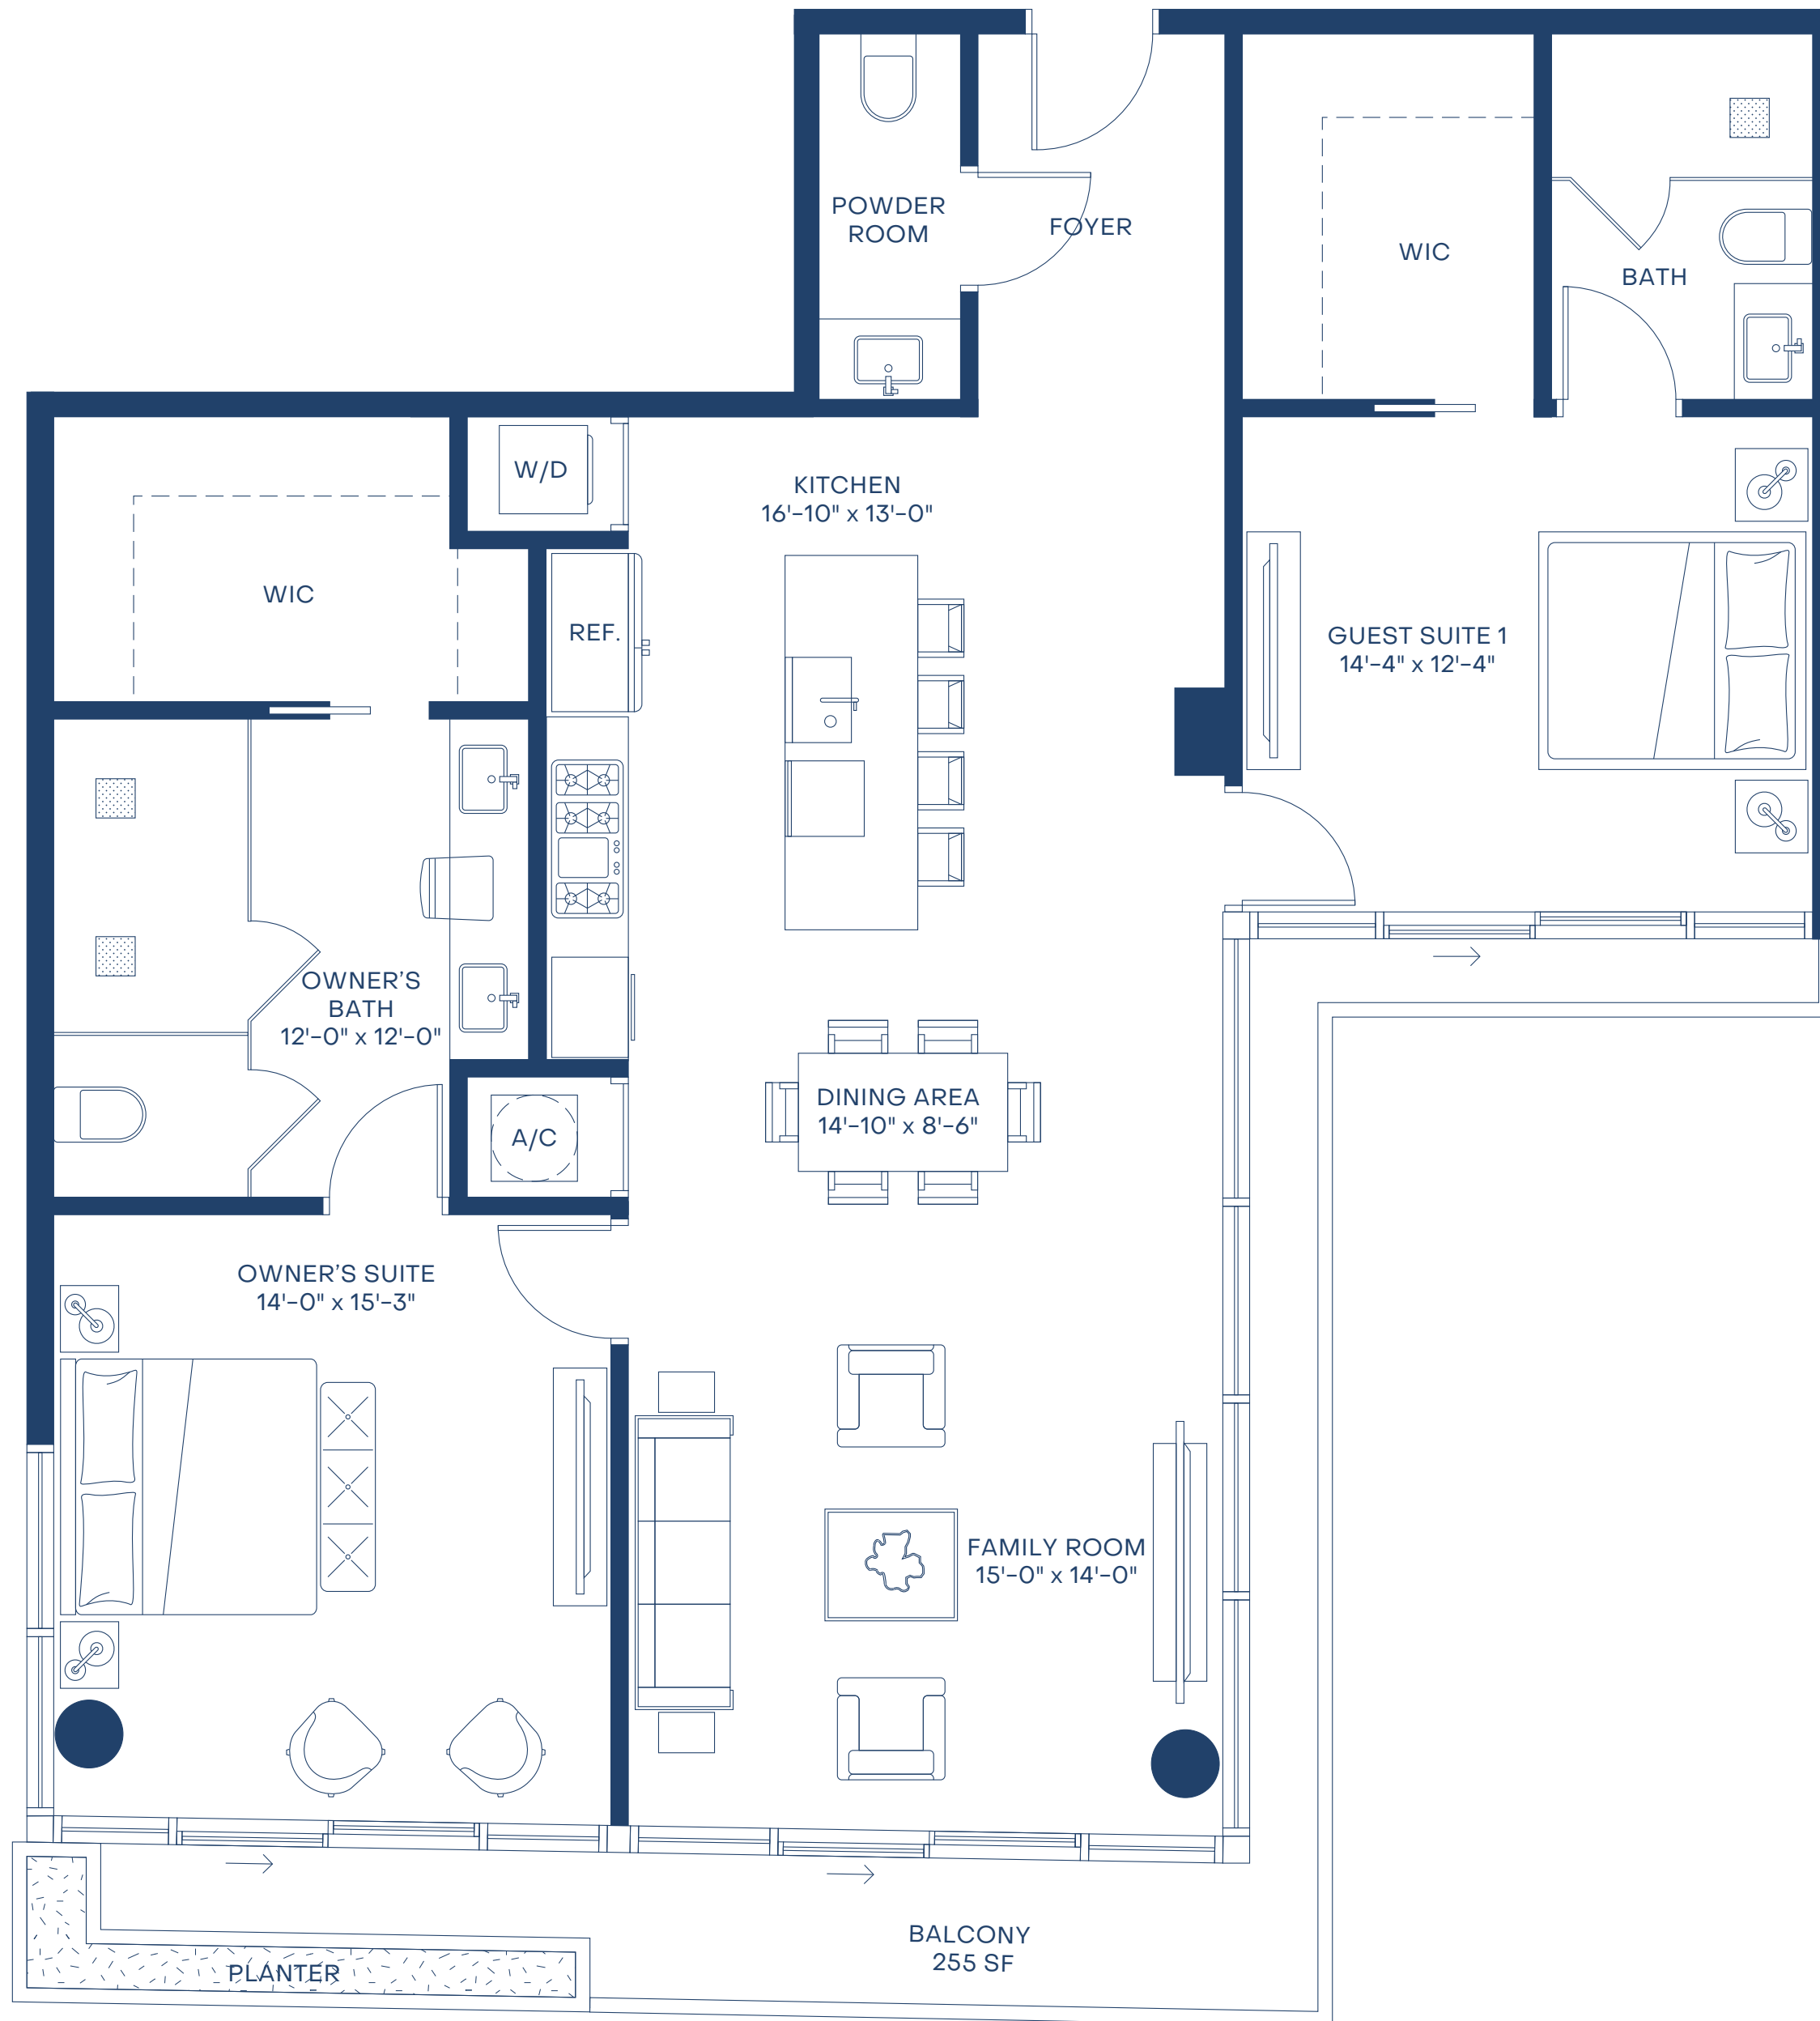 POWDER
ROOM
FOYER
WIC
BATH
W/D
KITCHEN
16'-10" x 13'-0"
WIC
REF.
GUEST SUITE 1
14'-4" x 12'-4"
OWNER'S
BATH
12'-0" x 12'-0"
DINING AREA
14'-10" x 8'-6"
A/C
OWNER'S SUITE
14'-0" x 15'-3"
FAMILY ROOM
15'-0" x 14'-0"
BALCONY
255 SF
PLANTER